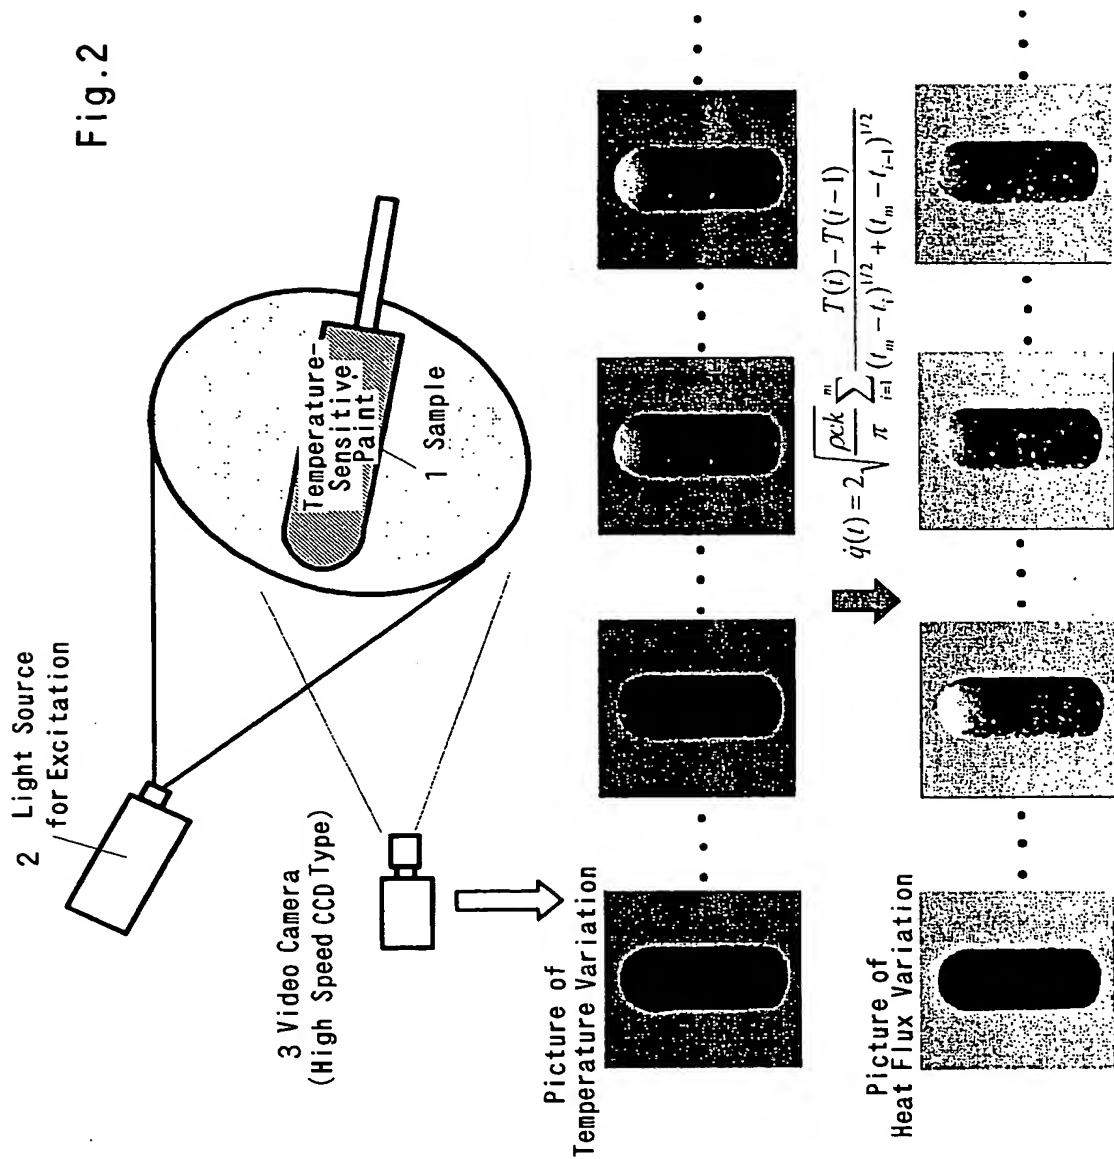 Fig.2
2 Light Source
for Excitation
Temperature-
Sensitive
Paint
1 Sample
3 Video Camera
(High Speed CCD Type)
Picture of
Temperature Variation
q̇(t) = 2√(ρck/π) Σ_{i=1}^{m} (T(i) − T(i−1)) / ((t_m − t_i)^{1/2} + (t_m − t_{i−1})^{1/2})
Picture of
Heat Flux Variation